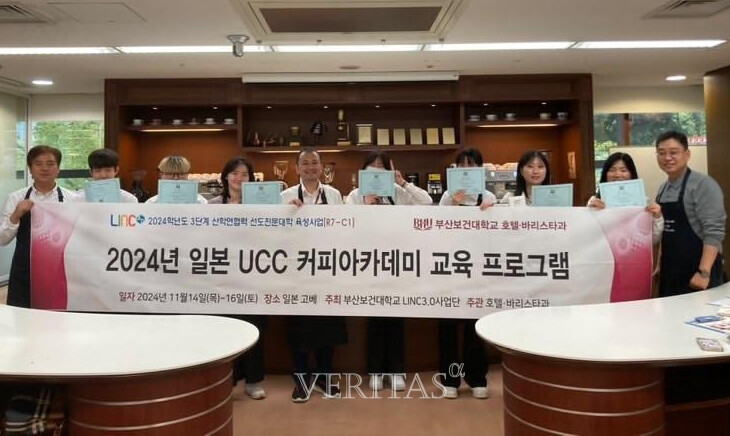 LINC 2024학년도 3단계 산학연협력 선도전문대학 육성사업[R7-C1]
BHU 부산보건대학교 호텔·바리스타과
2024년 일본 UCC 커피아카데미 교육 프로그램
일자 2024년 11월14일(목)~16일(토) 장소 일본 고베 주최 부산보건대학교 LINC3.0사업단 주관 호텔·바리스타과
VERITAS α